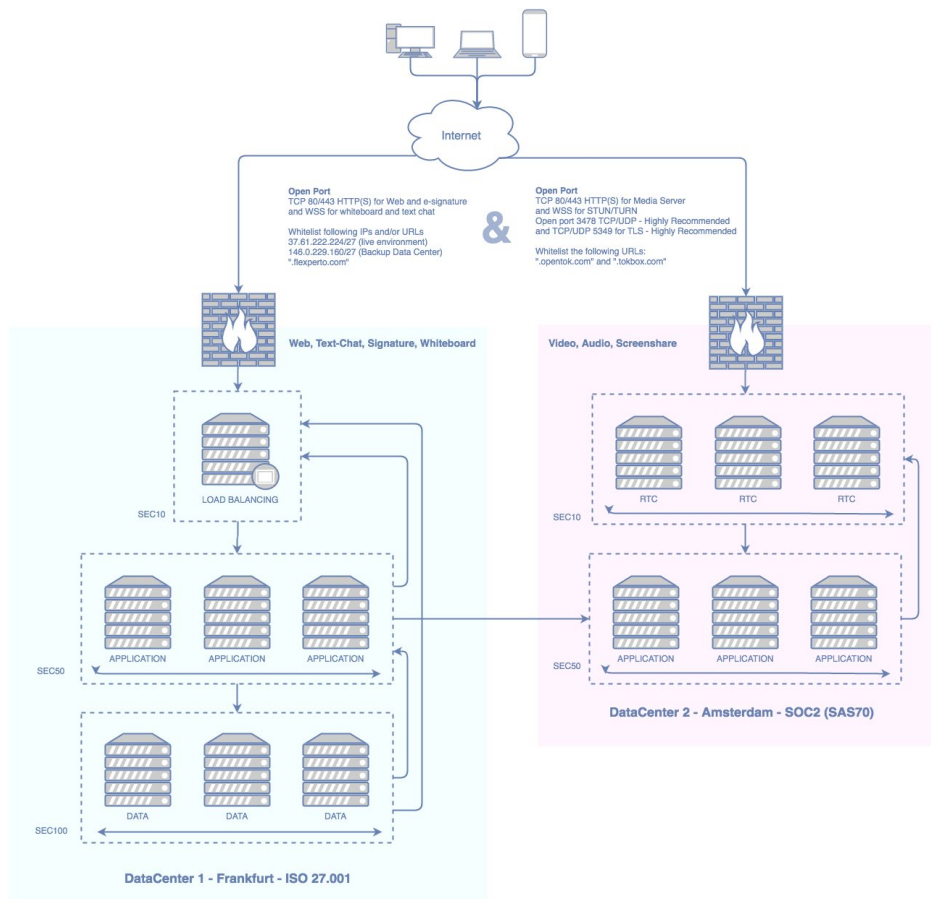 Internet
Open Port
TCP 80/443 HTTP(S) for Web and e-signature
and WSS for whiteboard and text chat
Whitelist following IPs and/or URLs
37.61.222.224/27 (live environment)
146.0.229.160/27 (Backup Data Center)
".flexperto.com"
&
Open Port
TCP 80/443 HTTP(S) for Media Server
and WSS for STUN/TURN
Open port 3478 TCP/UDP - Highly Recommended
and TCP/UDP 5349 for TLS - Highly Recommended
Whitelist the following URLs:
".opentok.com" and ".tokbox.com"
Web, Text-Chat, Signature, Whiteboard
LOAD BALANCING
SEC10
APPLICATION
APPLICATION
APPLICATION
SEC50
DATA
DATA
DATA
SEC100
DataCenter 1 - Frankfurt - ISO 27.001
Video, Audio, Screenshare
RTC
RTC
RTC
SEC10
APPLICATION
APPLICATION
APPLICATION
SEC50
DataCenter 2 - Amsterdam - SOC2 (SAS70)